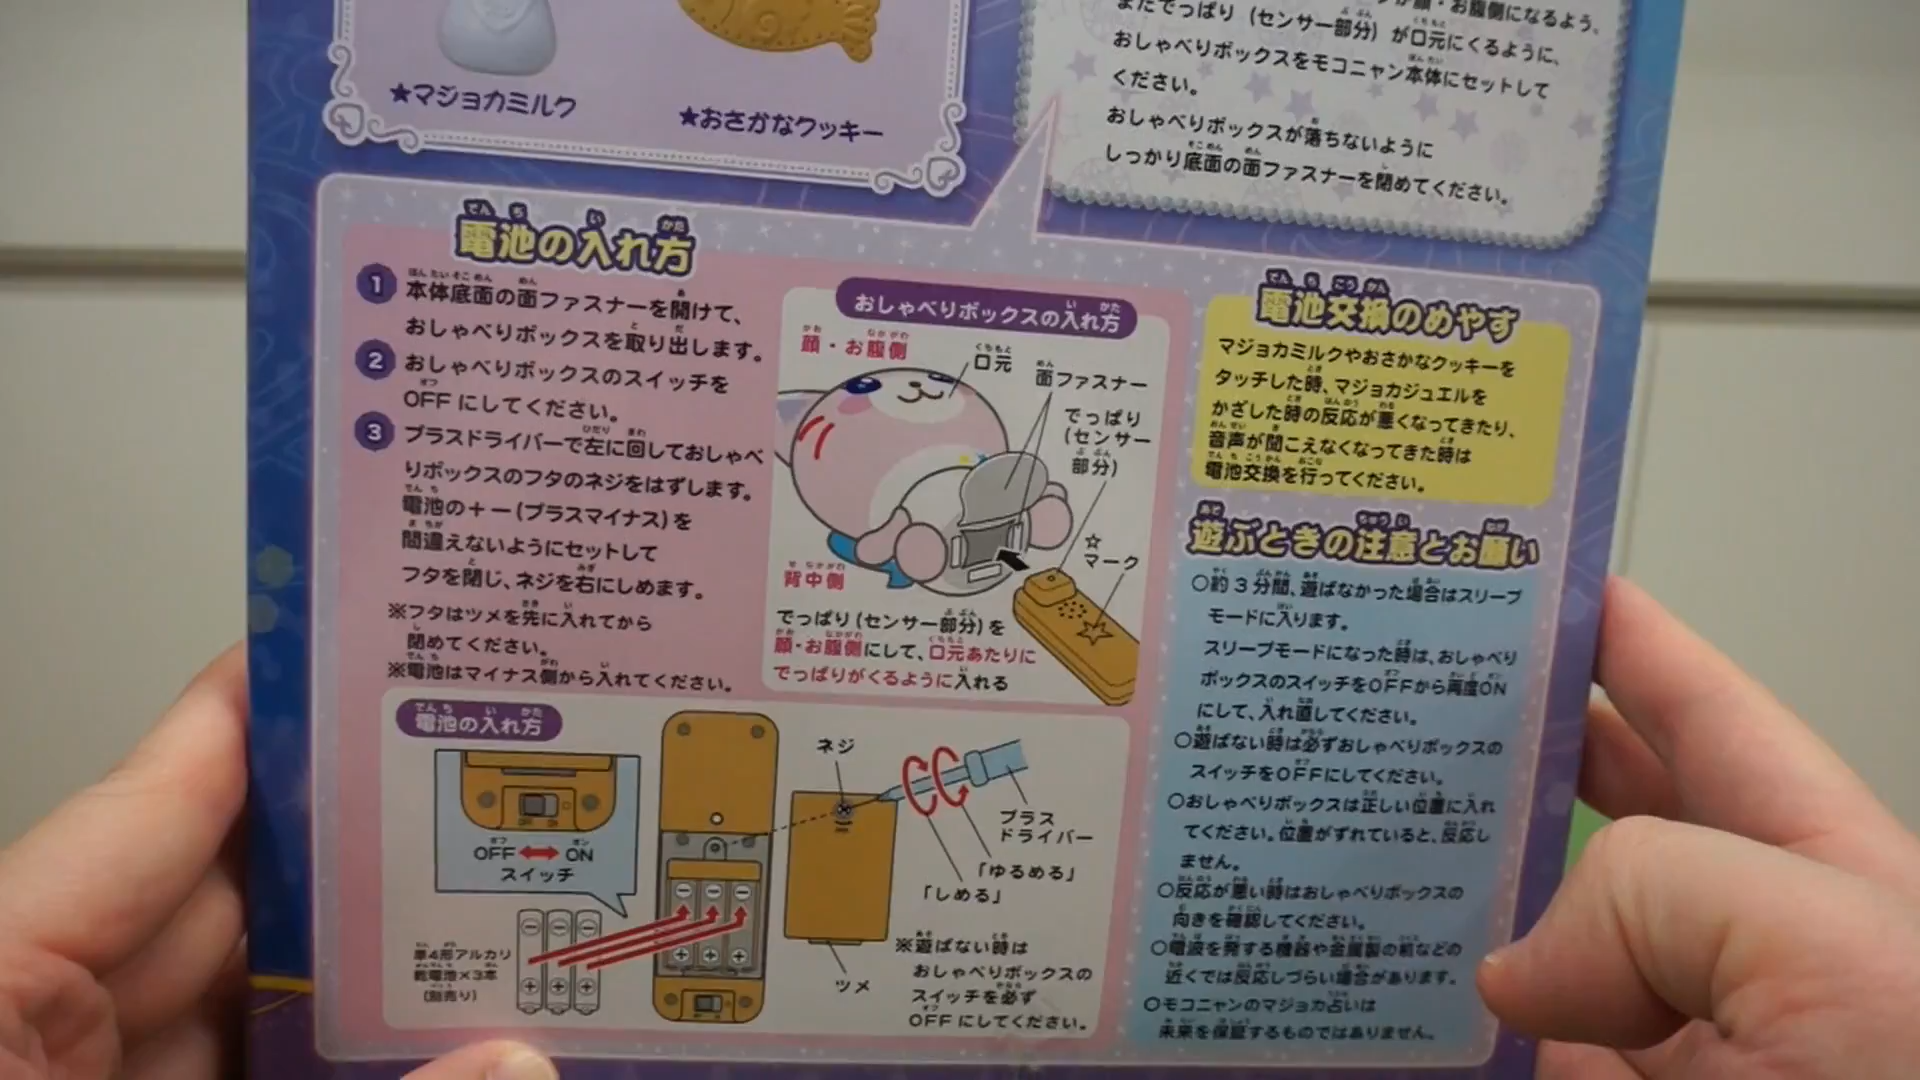 ★マジョカミルク
★おさかなクッキー
顔・お腹側になるよう、
またでっぱり（センサー部分）が口元にくるように、
おしゃべりボックスをモコニャン本体にセットして
ください。
おしゃべりボックスが落ちないように
しっかり底面の面ファスナーを閉めてください。
電池の入れ方
1 本体底面の面ファスナーを開けて、
おしゃべりボックスを取り出します。
2 おしゃべりボックスのスイッチを
OFFにしてください。
3 プラスドライバーで左に回しておしゃべ
りボックスのフタのネジをはずします。
電池の＋－(プラスマイナス)を
間違えないようにセットして
フタを閉じ、ネジを右にしめます。
※フタはツメを先に入れてから
閉めてください。
※電池はマイナス側から入れてください。
おしゃべりボックスの入れ方
顔・お腹側
口元
面ファスナー
でっぱり
(センサー
部分)
☆
マーク
背中側
でっぱり(センサー部分)を
顔・お腹側にして、口元あたりに
でっぱりがくるように入れる
電池の入れ方
OFF ON
スイッチ
単4形アルカリ
乾電池×3本
(別売り)
ネジ
プラス
ドライバー
「ゆるめる」
「しめる」
ツメ
※遊ばない時は
おしゃべりボックスの
スイッチを必ず
OFFにしてください。
電池交換のめやす
マジョカミルクやおさかなクッキーを
タッチした時、マジョカジュエルを
かざした時の反応が悪くなってきたり、
音声が聞こえなくなってきた時は
電池交換を行ってください。
遊ぶときの注意とお願い
○約3分間、遊ばなかった場合はスリープ
モードに入ります。
スリープモードになった時は、おしゃべり
ボックスのスイッチをOFFから再度ON
にして、入れ直してください。
○遊ばない時は必ずおしゃべりボックスの
スイッチをOFFにしてください。
○おしゃべりボックスは正しい位置に入れ
てください。位置がずれていると、反応し
ません。
○反応が悪い時はおしゃべりボックスの
向きを確認してください。
○電波を発する機器や金属製の机などの
近くでは反応しづらい場合があります。
○モコニャンのマジョカ占いは
未来を保証するものではありません。